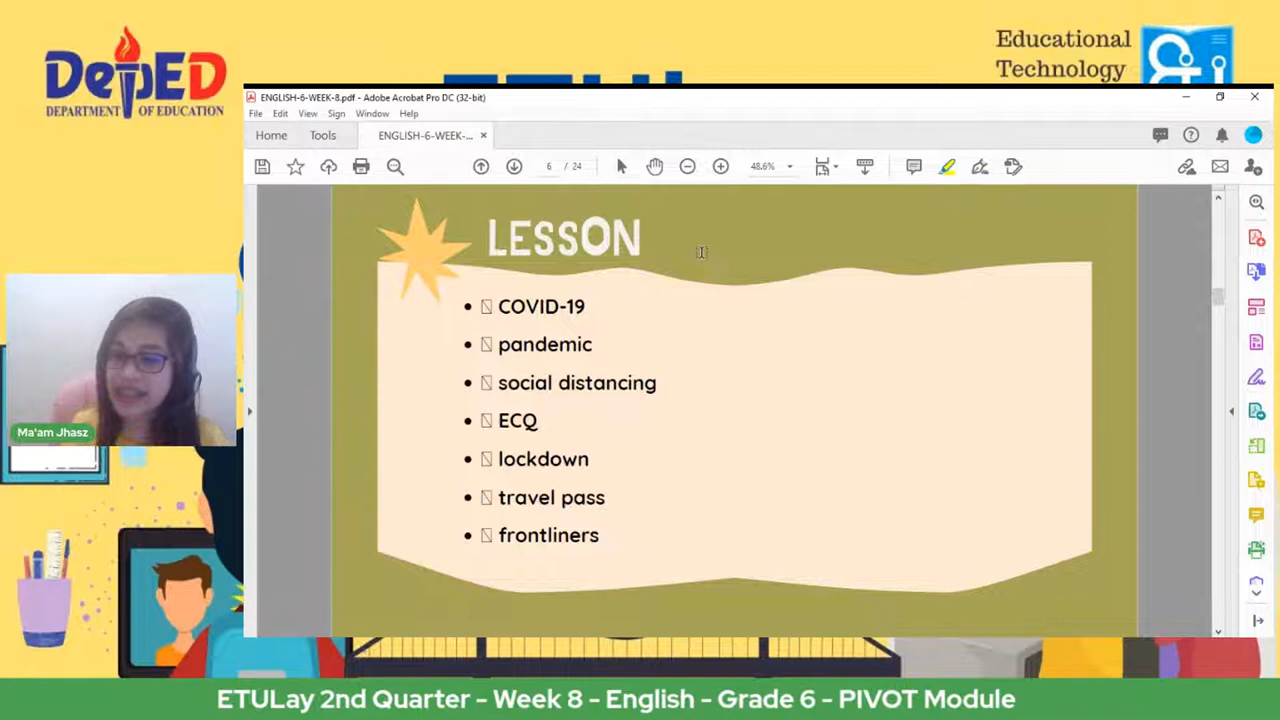 DepED
DEPARTMENT OF EDUCATION
Educational
Technology
ENGLISH-6-WEEK-8.pdf - Adobe Acrobat Pro DC (32-bit)
File Edit View Sign Window Help
Home Tools ENGLISH-6-WEEK-...
6 / 24 48.6%
LESSON
• COVID-19
• pandemic
• social distancing
• ECQ
• lockdown
• travel pass
• frontliners
Ma'am Jhasz
ETULay 2nd Quarter - Week 8 - English - Grade 6 - PIVOT Module